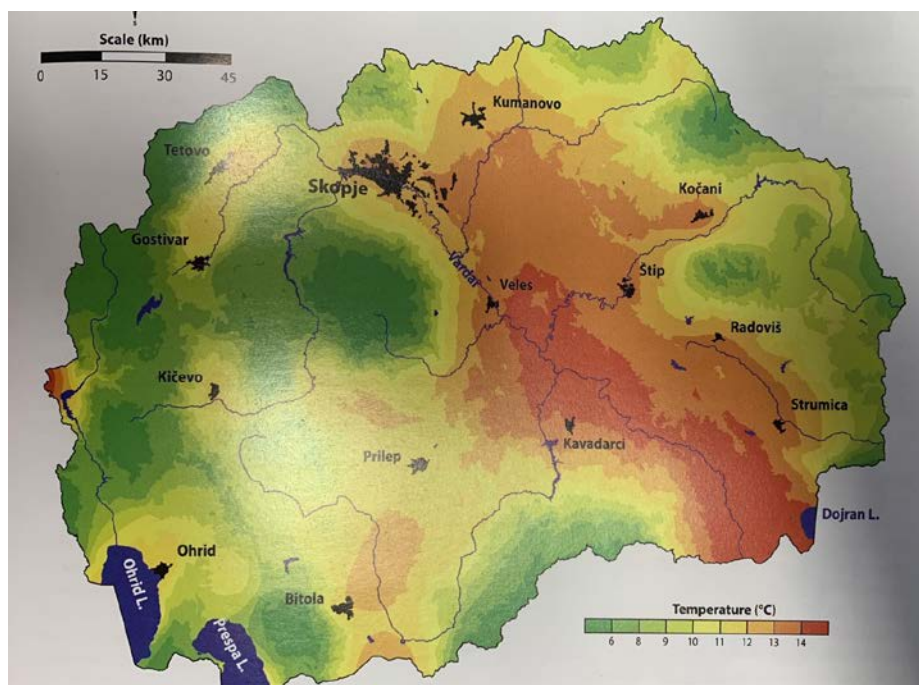 Scale (km)
0 15 30 45
Kumanovo
Tetovo
Skopje
Kočani
Gostivar
Vardar
Veles
Štip
Radoviš
Kičevo
Strumica
Kavadarci
Prilep
Dojran L.
Ohrid
Ohrid L.
Bitola
Prespa L.
Temperature (°C)
6 8 9 10 11 12 13 14